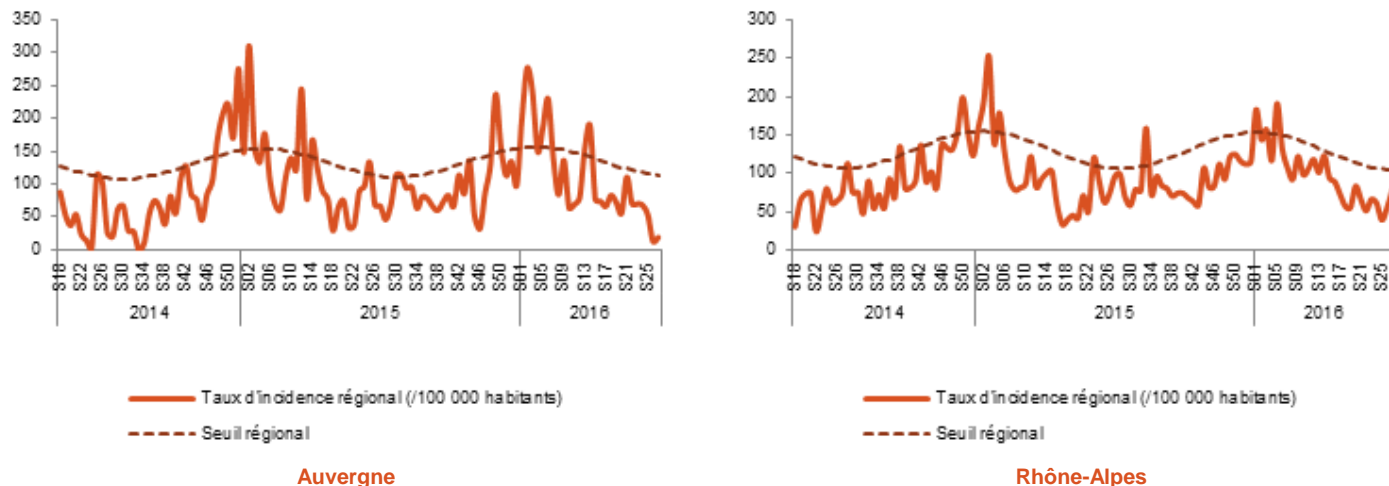 350
300
250
200
150
100
50
0
S18
S22
S26
S30
S34
S38
S42
S46
S50
S02
S06
S10
S14
S18
S22
S26
S30
S34
S38
S42
S46
S50
S01
S05
S09
S13
S17
S21
S25
2014
2015
2016
Taux d'incidence régional (/100 000 habitants)
Seuil régional
Auvergne
300
250
200
150
100
50
0
S18
S22
S26
S30
S34
S38
S42
S46
S50
S02
S06
S10
S14
S18
S22
S26
S30
S34
S38
S42
S46
S50
S01
S05
S09
S13
S17
S21
S25
2014
2015
2016
Taux d'incidence régional (/100 000 habitants)
Seuil régional
Rhône-Alpes